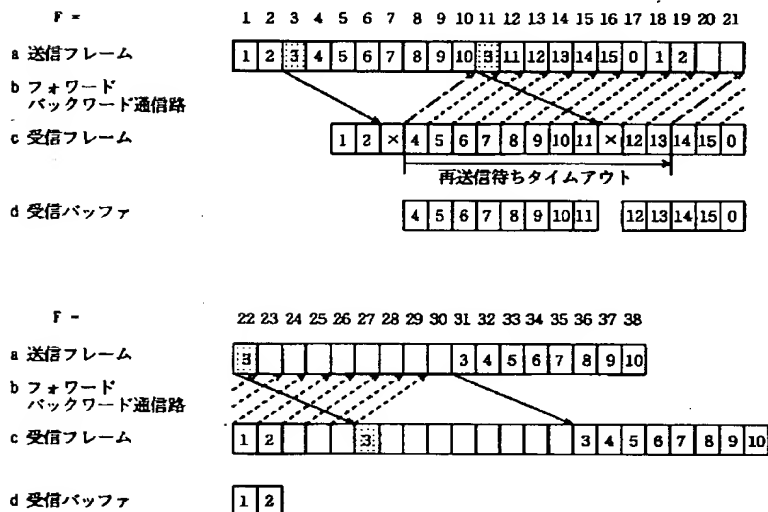 F = 1 2 3 4 5 6 7 8 9 10 11 12 13 14 15 16 17 18 19 20 21
a 送信フレーム 1 2 3 4 5 6 7 8 9 10 3 11 12 13 14 15 0 1 2
b フォワード
バックワード通信路
c 受信フレーム 1 2 × 4 5 6 7 8 9 10 11 × 12 13 14 15 0
再送信待ちタイムアウト
d 受信バッファ 4 5 6 7 8 9 10 11 12 13 14 15 0
F = 22 23 24 25 26 27 28 29 30 31 32 33 34 35 36 37 38
a 送信フレーム 3 3 4 5 6 7 8 9 10
b フォワード
バックワード通信路
c 受信フレーム 1 2 3 3 4 5 6 7 8 9 10
d 受信バッファ 1 2